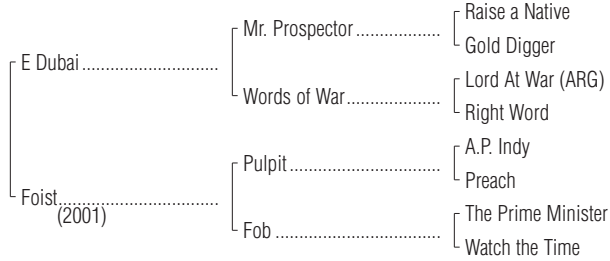 Raise a Native
Mr. Prospector
Gold Digger
E Dubai
Lord At War (ARG)
Words of War
Right Word
A.P. Indy
Pulpit
Preach
Foist
(2001)
The Prime Minister
Fob
Watch the Time